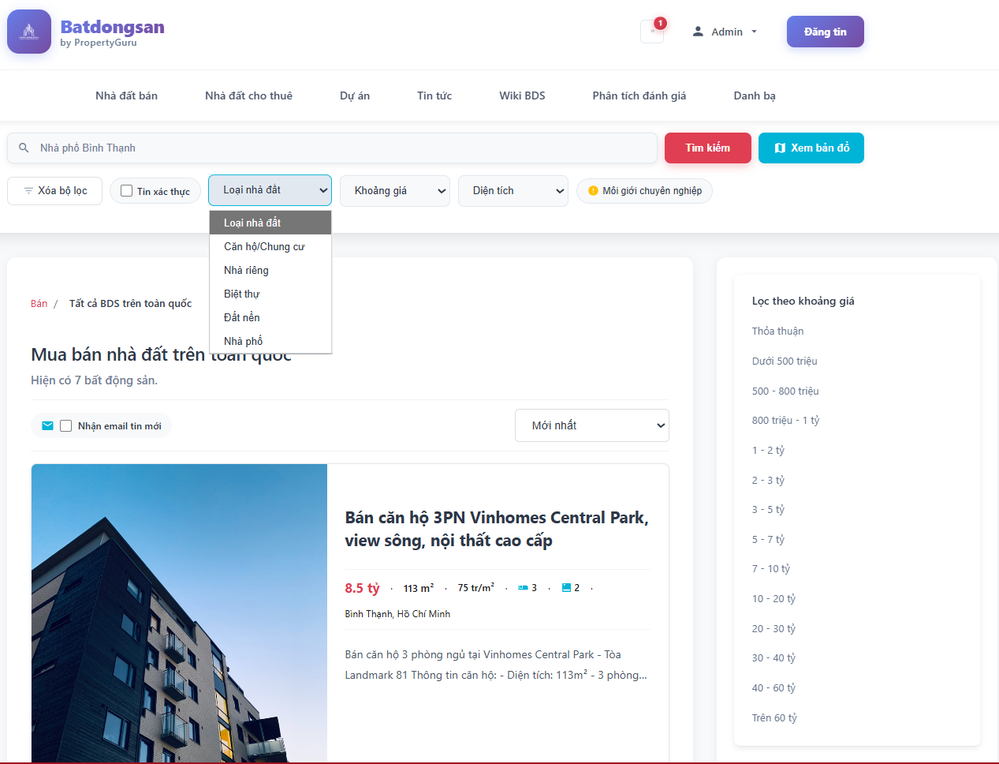 Batdongsan
by PropertyGuru
1
Admin
Đăng tin
Nhà đất bán
Nhà đất cho thuê
Dự án
Tin tức
Wiki BDS
Phân tích đánh giá
Danh bạ
Nhà phố Bình Thạnh
Tìm kiếm
Xem bản đồ
Xóa bộ lọc
Tin xác thực
Loại nhà đất
Khoảng giá
Diện tích
Môi giới chuyên nghiệp
Loại nhà đất
Căn hộ/Chung cư
Nhà riêng
Biệt thự
Đất nền
Nhà phố
Bán / Tất cả BDS trên toàn quốc
Mua bán nhà đất trên toàn quốc
Hiện có 7 bất động sản.
Nhận email tin mới
Mới nhất
Bán căn hộ 3PN Vinhomes Central Park,
view sông, nội thất cao cấp
8.5 tỷ · 113 m² · 75 tr/m² · 3 · 2 ·
Bình Thạnh, Hồ Chí Minh
Bán căn hộ 3 phòng ngủ tại Vinhomes Central Park - Tòa
Landmark 81 Thông tin căn hộ: - Diện tích: 113m² - 3 phòng...
Lọc theo khoảng giá
Thỏa thuận
Dưới 500 triệu
500 - 800 triệu
800 triệu - 1 tỷ
1 - 2 tỷ
2 - 3 tỷ
3 - 5 tỷ
5 - 7 tỷ
7 - 10 tỷ
10 - 20 tỷ
20 - 30 tỷ
30 - 40 tỷ
40 - 60 tỷ
Trên 60 tỷ